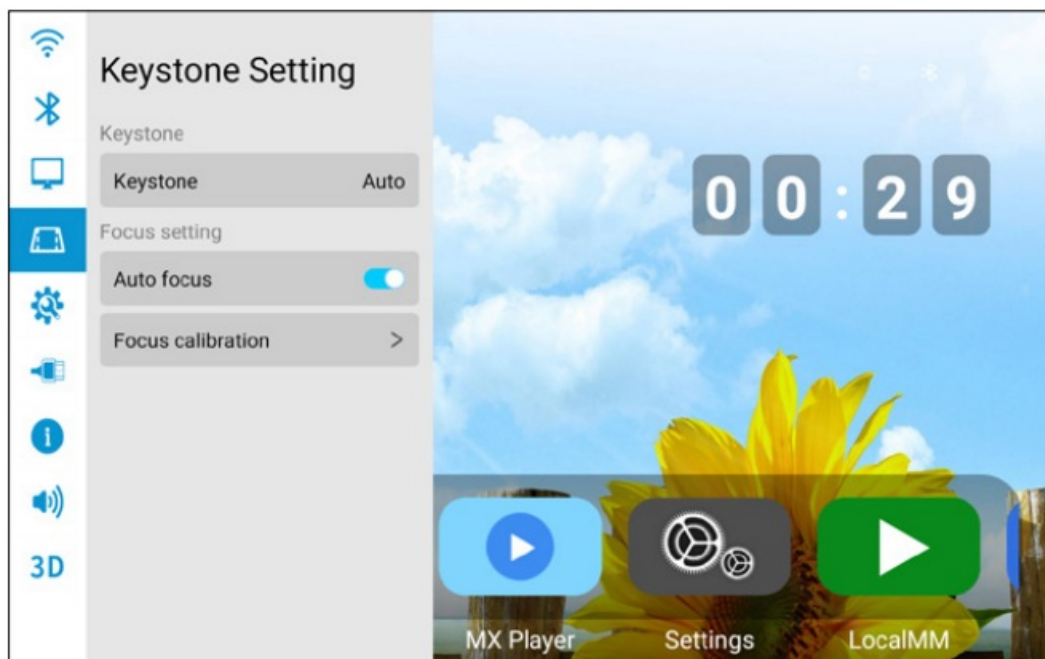 Keystone Setting
Keystone
Keystone Auto
Focus setting
Auto focus
Focus calibration >
3D
00:29
MX Player Settings LocalMM